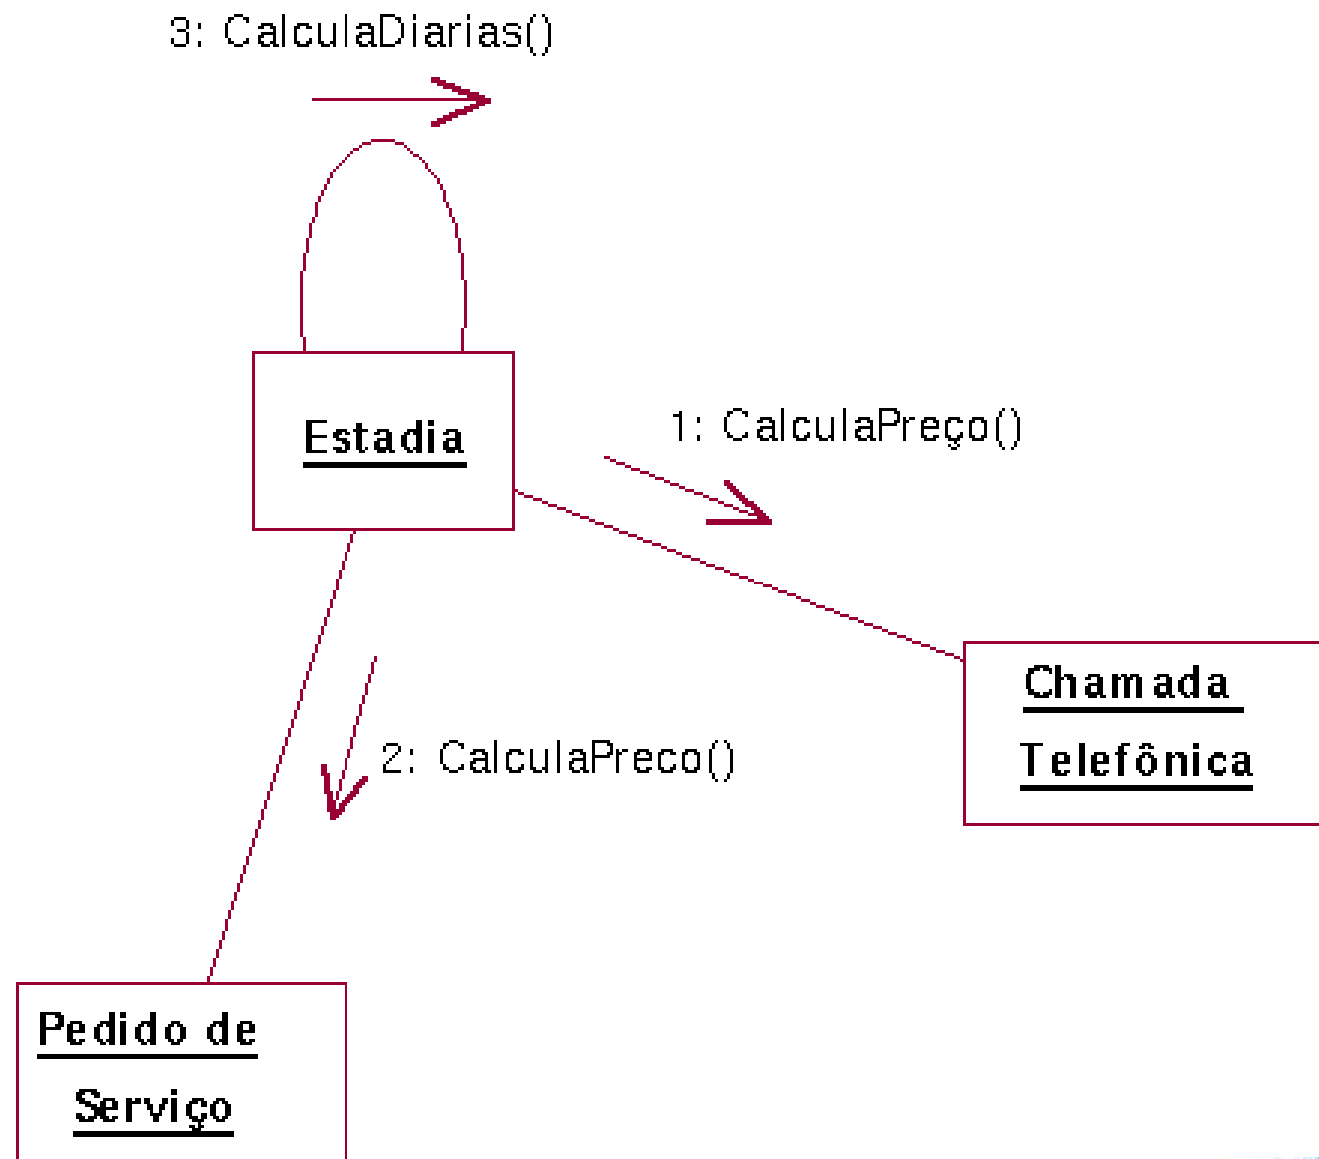 3: CalculaDiarias()
Estadia
1: CalculaPreço()
Chamada
Telefônica
2: CalculaPreco()
Pedido de
Serviço